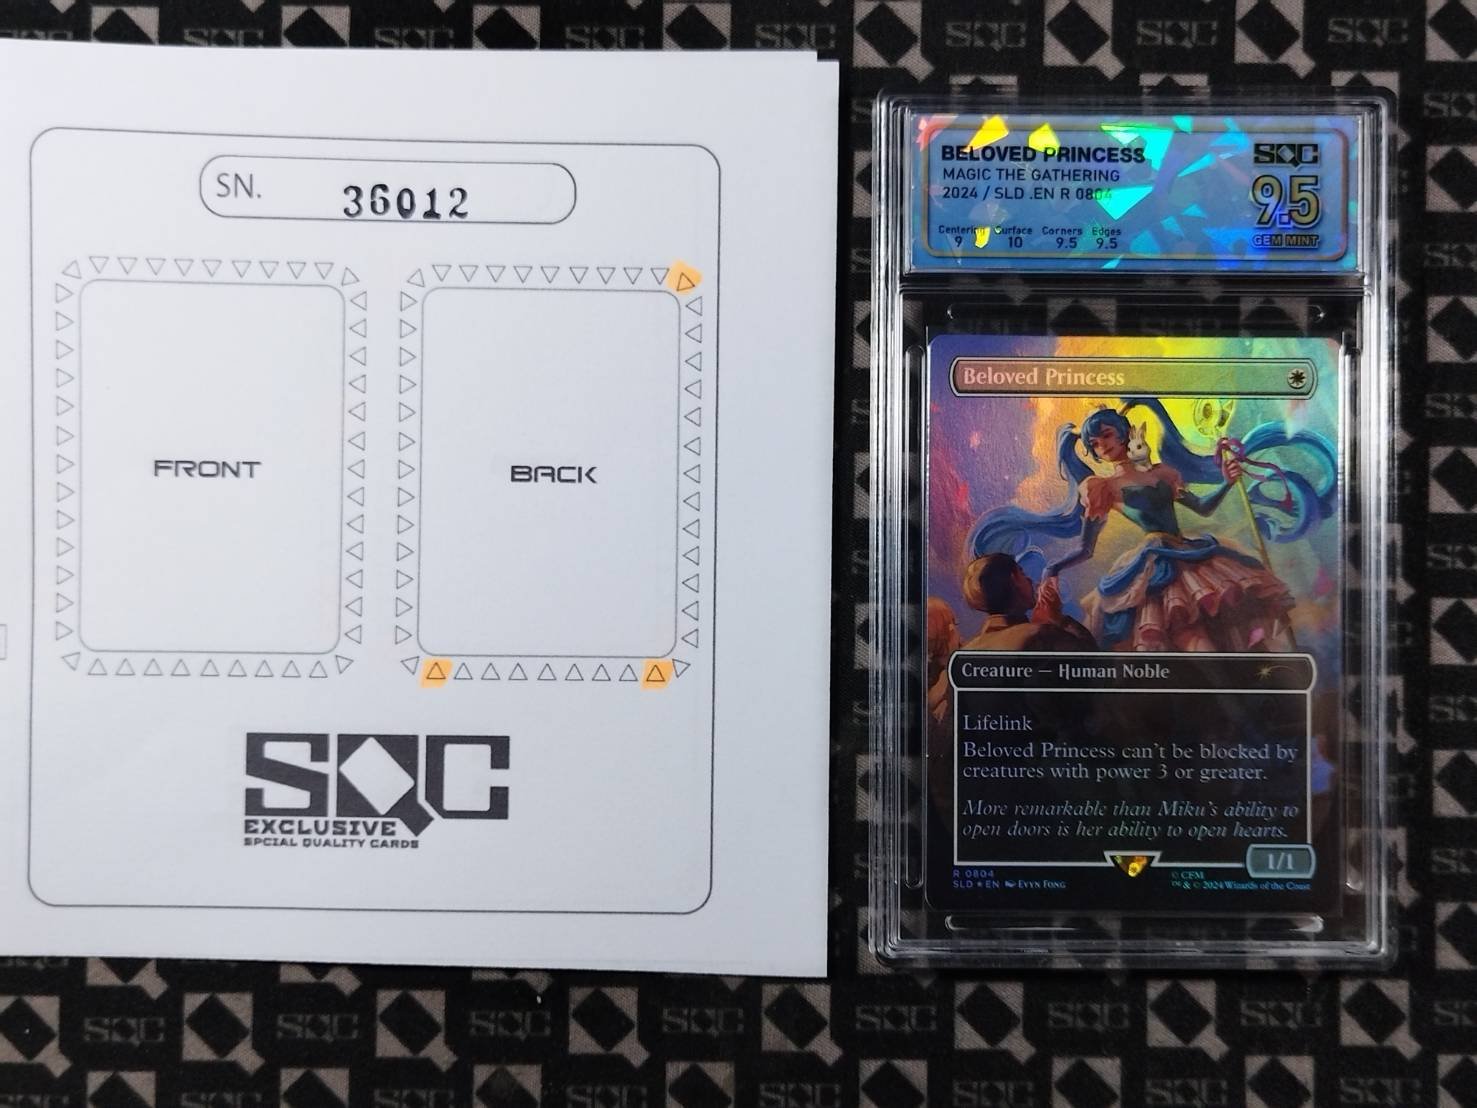 SN. 36012
FRONT
BACK
SQC
EXCLUSIVE
SPCIAL QUALITY CARDS
BELOVED PRINCESS
MAGIC THE GATHERING
2024 / SLD .EN R 0804
SQC
9.5
GEM MINT
Centering Surface Corners Edges
9 10 9.5 9.5
Beloved Princess
Creature — Human Noble
Lifelink
Beloved Princess can't be blocked by
creatures with power 3 or greater.
More remarkable than Miku's ability to
open doors is her ability to open hearts.
1/1
R 0804
SLD • EN Evyn Fong
© CFM
™ & © 2024 Wizards of the Coast